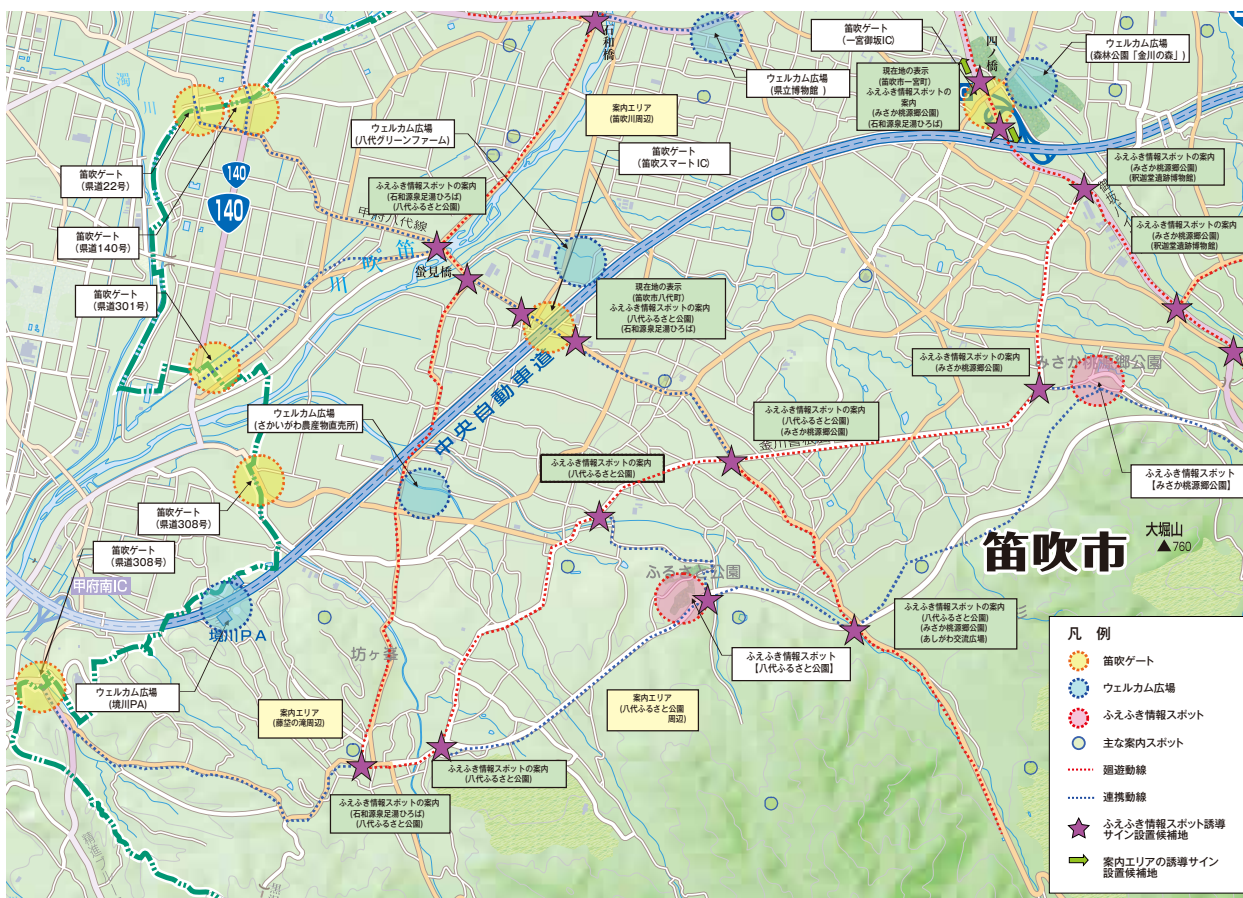 石和橋
ウェルカム広場
(県立博物館 )
笛吹ゲート
(一宮御坂IC)
四ノ橋
ウェルカム広場
(森林公園「金川の森」)
現在地の表示
(笛吹市一宮町)
ふえふき情報スポットの
案内
(みさか桃源郷公園)
(石和源泉足湯ひろば)
案内エリア
(笛吹川周辺)
ウェルカム広場
(八代グリーンファーム)
笛吹ゲート
(笛吹スマートIC)
濁川
笛吹ゲート
(県道22号)
140
140
ふえふき情報スポットの案内
(石和源泉足湯ひろば)
(八代ふるさと公園)
ふえふき情報スポットの案内
(みさか桃源郷公園)
(釈迦堂遺跡博物館)
甲府八代線
笛吹川
蛍見橋
笛吹ゲート
(県道140号)
ふえふき情報スポットの案内
(みさか桃源郷公園)
(釈迦堂遺跡博物館)
笛吹ゲート
(県道301号)
現在地の表示
(笛吹市八代町)
ふえふき情報スポットの案内
(八代ふるさと公園)
(石和源泉足湯ひろば)
中央自動車道
ふえふき情報スポットの案内
(みさか桃源郷公園)
みさか桃源郷公園
ウェルカム広場
(さかいがわ農産物直売所)
ふえふき情報スポットの案内
(八代ふるさと公園)
(みさか桃源郷公園)
金川曽根線
ふえふき情報スポットの案内
(八代ふるさと公園)
ふえふき情報スポット
【みさか桃源郷公園】
笛吹ゲート
(県道308号)
笛吹ゲート
(県道308号)
笛吹市
大堀山
▲760
甲府南IC
ふるさと公園
境川PA
坊ヶ峯
ふえふき情報スポットの案内
(八代ふるさと公園)
(みさか桃源郷公園)
(あしがわ交流広場)
ふえふき情報スポット
【八代ふるさと公園】
ウェルカム広場
(境川PA)
案内エリア
(藤垈の滝周辺)
案内エリア
(八代ふるさと公園
周辺)
ふえふき情報スポットの案内
(八代ふるさと公園)
ふえふき情報スポットの案内
(石和源泉足湯ひろば)
(八代ふるさと公園)
凡 例
笛吹ゲート
ウェルカム広場
ふえふき情報スポット
主な案内スポット
廻遊動線
連携動線
ふえふき情報スポット誘導
サイン設置候補地
案内エリアの誘導サイン
設置候補地